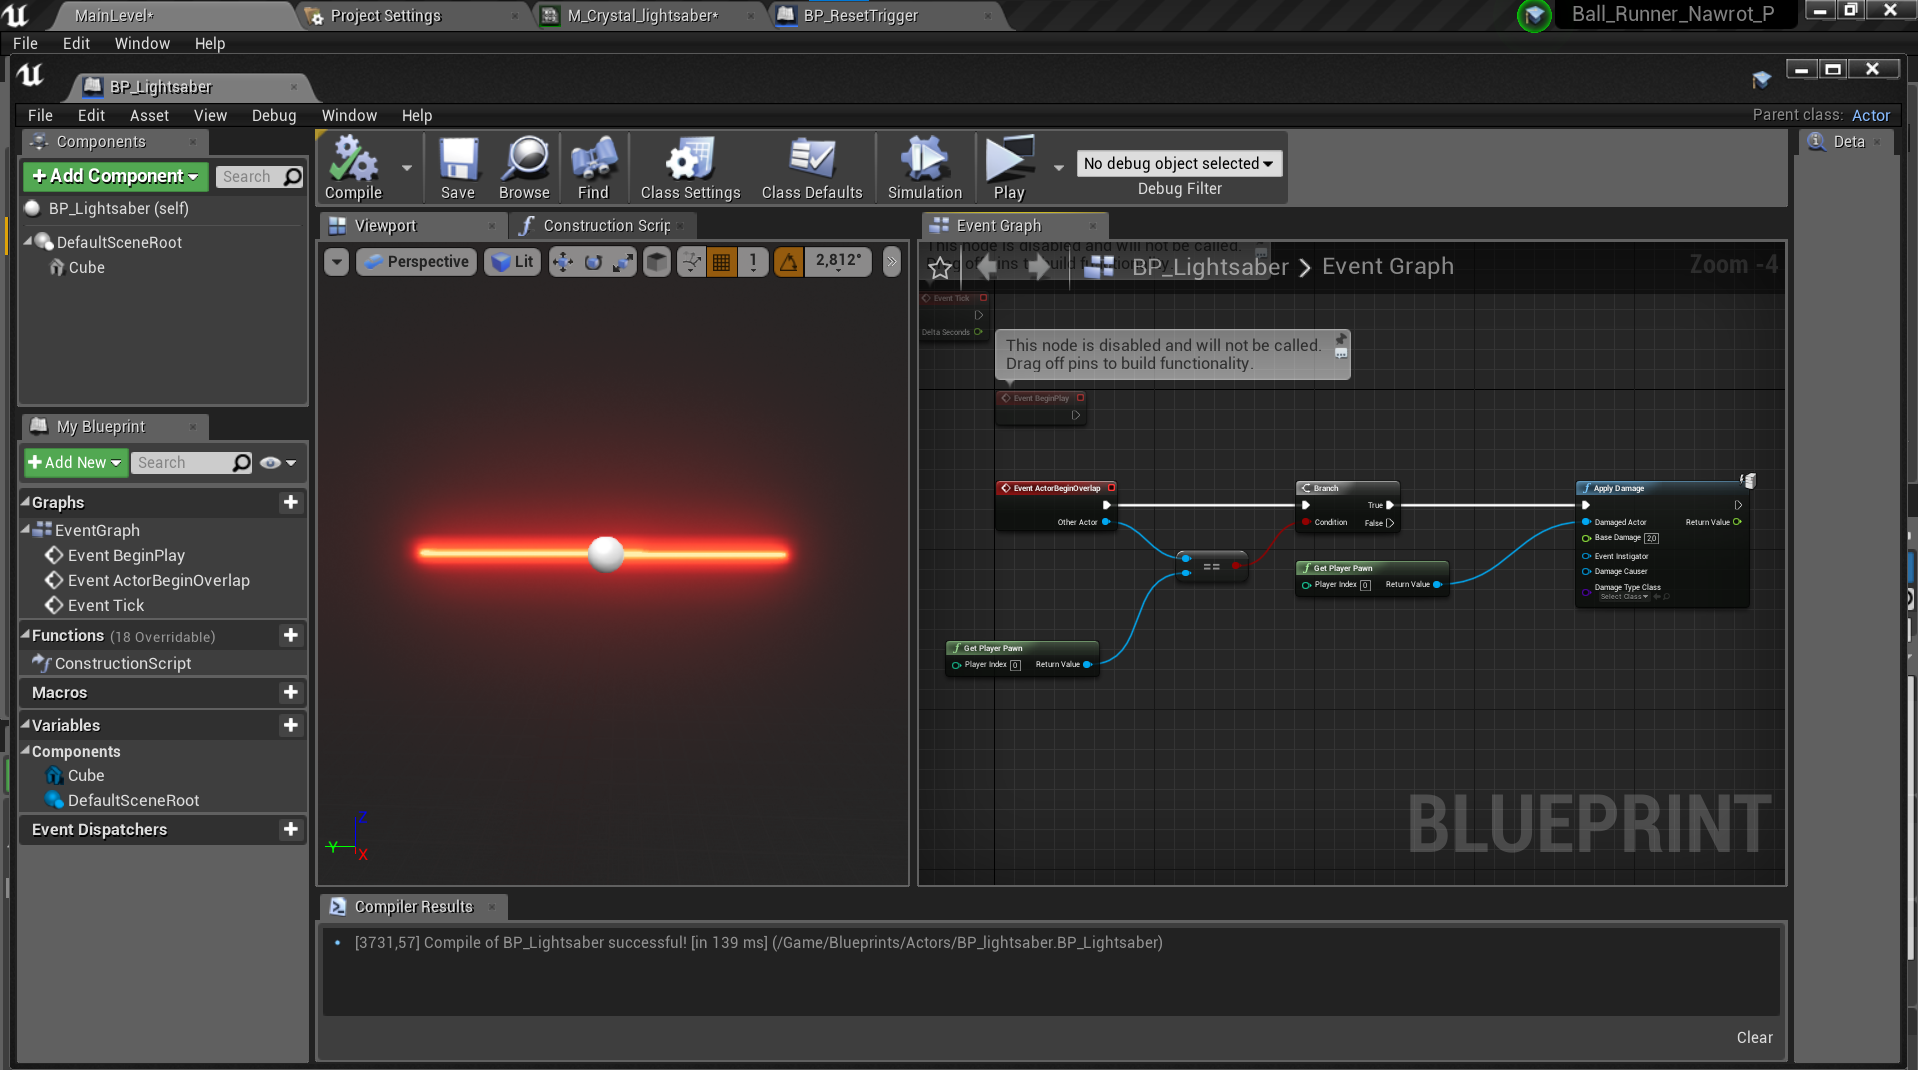 MainLevel*
Project Settings
M_Crystal_lightsaber*
BP_ResetTrigger
Ball_Runner_Nawrot_P
File Edit Window Help
BP_Lightsaber
File Edit Asset View Debug Window Help
Parent class: Actor
Components
Add Component
Search
BP_Lightsaber (self)
DefaultSceneRoot
Cube
My Blueprint
Add New
Search
Graphs
EventGraph
Event BeginPlay
Event ActorBeginOverlap
Event Tick
Functions (18 Overridable)
ConstructionScript
Macros
Variables
Components
Cube
DefaultSceneRoot
Event Dispatchers
Compile
Save
Browse
Find
Class Settings
Class Defaults
Simulation
Play
No debug object selected
Debug Filter
Viewport
Construction Scrip
Perspective
Lit
1
2,812°
Z
Y
X
Event Graph
This node is disabled and will not be called.
BP_Lightsaber > Event Graph
Zoom -4
Event Tick
Delta Seconds
This node is disabled and will not be called.
Drag off pins to build functionality.
Event BeginPlay
Event ActorBeginOverlap
Other Actor
==
Branch
True
Condition
False
Get Player Pawn
Player Index 0
Return Value
Get Player Pawn
Player Index 0
Return Value
Apply Damage
Damaged Actor
Return Value
Base Damage 2,0
Event Instigator
Damage Causer
Damage Type Class
Select Class
BLUEPRINT
Compiler Results
[3731,57] Compile of BP_Lightsaber successful! [in 139 ms] (/Game/Blueprints/Actors/BP_lightsaber.BP_Lightsaber)
Clear
Deta